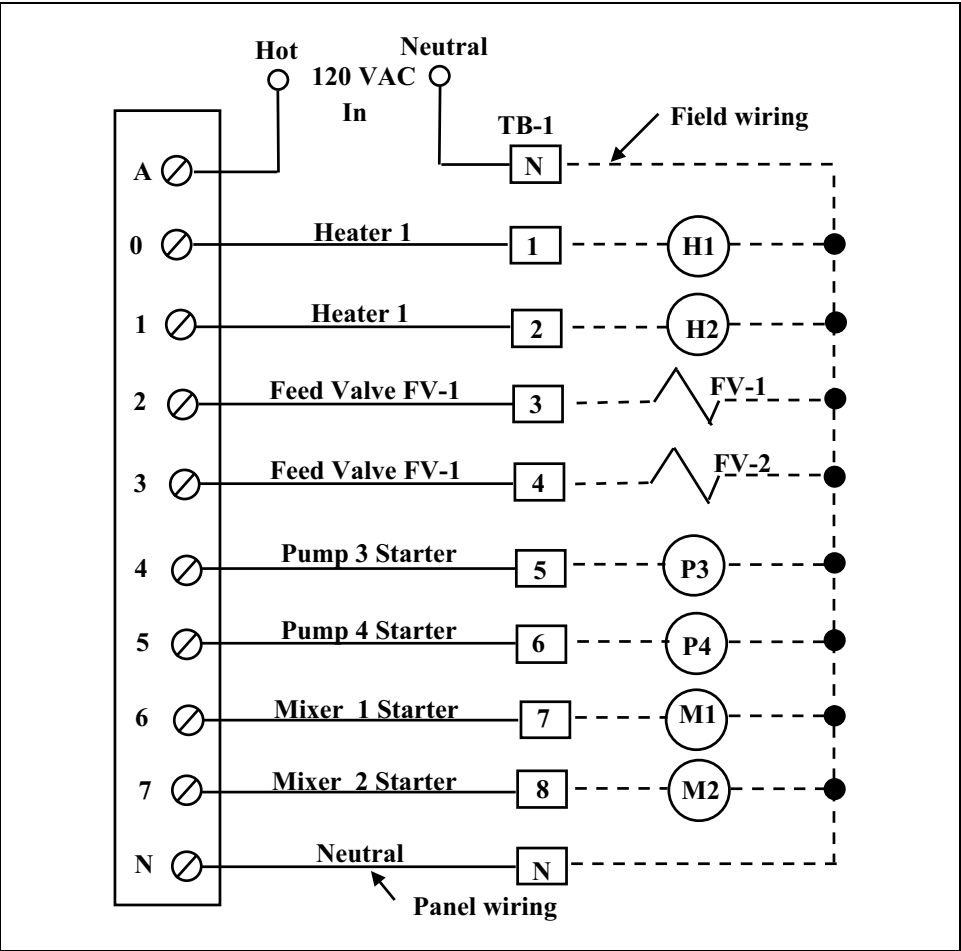 Hot Neutral
120 VAC
In
TB-1
Field wiring
A N
0 Heater 1 1 H1
1 Heater 1 2 H2
2 Feed Valve FV-1 3 FV-1
3 Feed Valve FV-1 4 FV-2
4 Pump 3 Starter 5 P3
5 Pump 4 Starter 6 P4
6 Mixer 1 Starter 7 M1
7 Mixer 2 Starter 8 M2
N Neutral N
Panel wiring